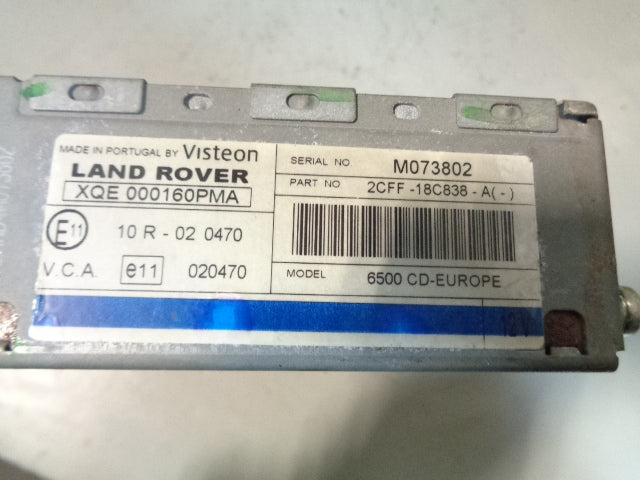 MADE IN PORTUGAL BY Visteon
LAND ROVER
XQE 000160PMA
E11
10 R - 02 0470
V.C.A. e11 020470
SERIAL NO. M073802
PART NO 2CFF -18C838 - A( - )
MODEL 6500 CD-EUROPE